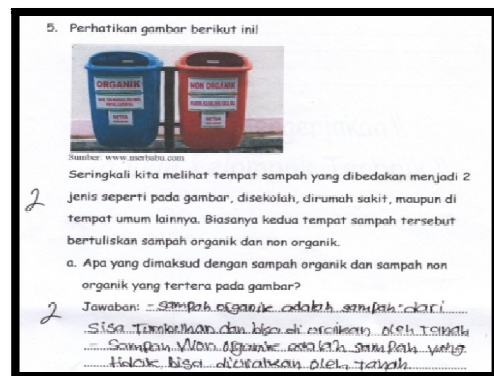 5. Perhatikan gambar berikut ini!
ORGANIK
NON ORGANIK
Sumber: www.merbabu.com
Seringkali kita melihat tempat sampah yang dibedakan menjadi 2
2 jenis seperti pada gambar, disekolah, dirumah sakit, maupun di
tempat umum lainnya. Biasanya kedua tempat sampah tersebut
bertuliskan sampah organik dan non organik.
a. Apa yang dimaksud dengan sampah organik dan sampah non
organik yang tertera pada gambar?
2 Jawaban: - sampah organik adalah sampah dari
sisa Tumbuhan dan bisa di uraikan oleh tanah
- Sampah Non organik adalah sampah yang
tidak bisa diuraikan oleh tanah.